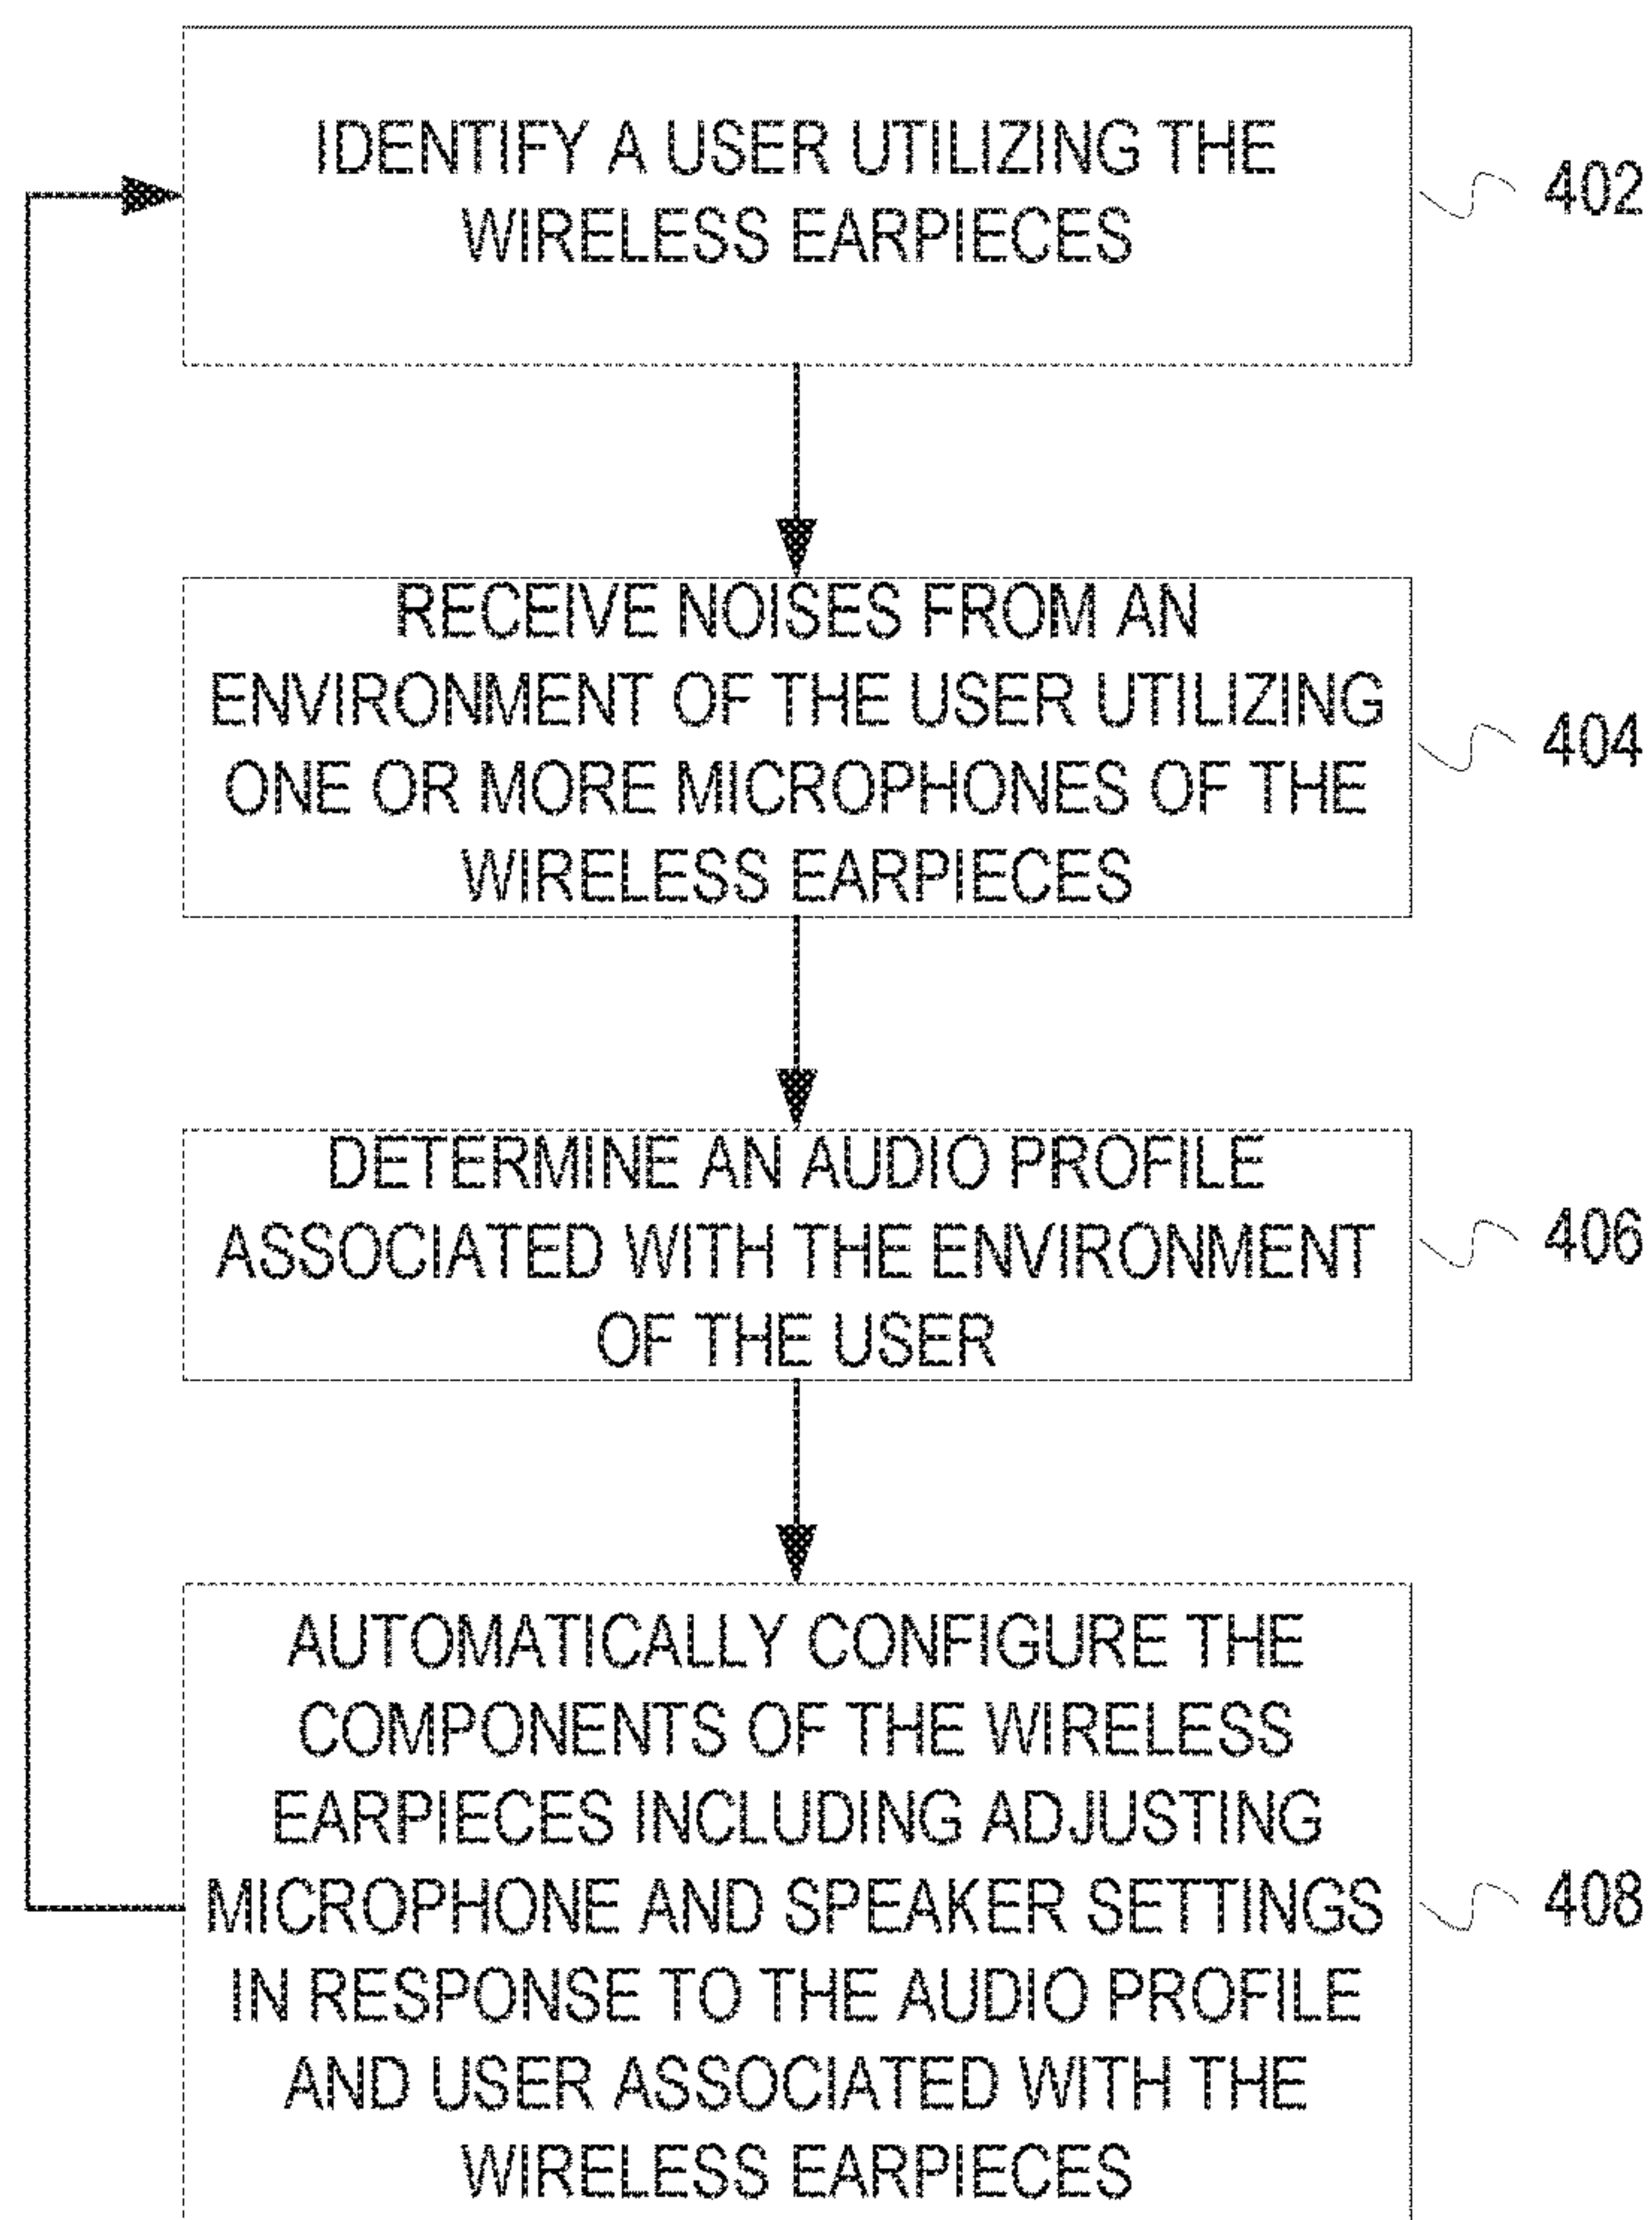 IDENTIFY A USER UTILIZING THE
WIRELESS EARPIECES
402
RECEIVE NOISES FROM AN
ENVIRONMENT OF THE USER UTILIZING
ONE OR MORE MICROPHONES OF THE
WIRELESS EARPIECES
404
DETERMINE AN AUDIO PROFILE
ASSOCIATED WITH THE ENVIRONMENT
OF THE USER
406
AUTOMATICALLY CONFIGURE THE
COMPONENTS OF THE WIRELESS
EARPIECES INCLUDING ADJUSTING
MICROPHONE AND SPEAKER SETTINGS
IN RESPONSE TO THE AUDIO PROFILE
AND USER ASSOCIATED WITH THE
WIRELESS EARPIECES
408